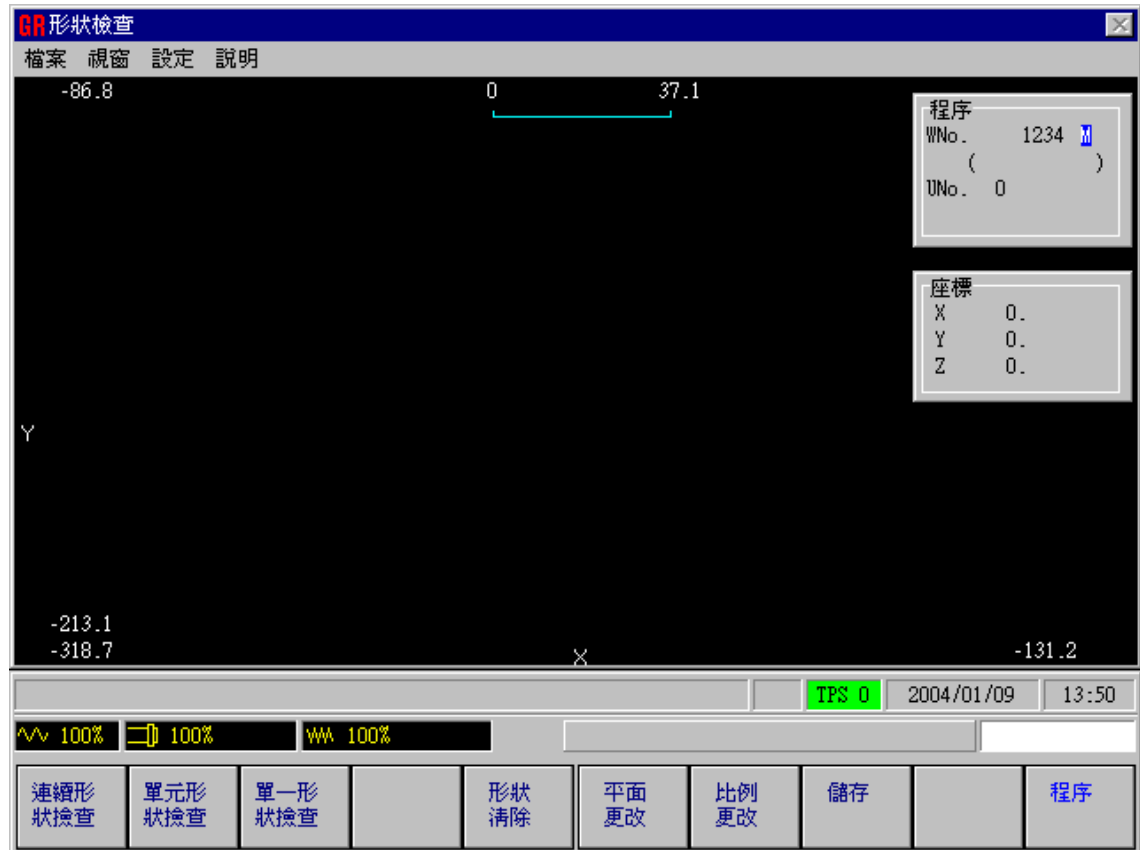 GR 形狀檢查
檔案 視窗 設定 說明
-86.8 0 37.1
程序
WNo. 1234 M
( )
UNo. 0
座標
X 0.
Y 0.
Z 0.
Y
-213.1
-318.7 X -131.2
TPS 0 2004/01/09 13:50
100% 100% 100%
連續形
狀檢查
單元形
狀檢查
單一形
狀檢查
形狀
清除
平面
更改
比例
更改
儲存
程序